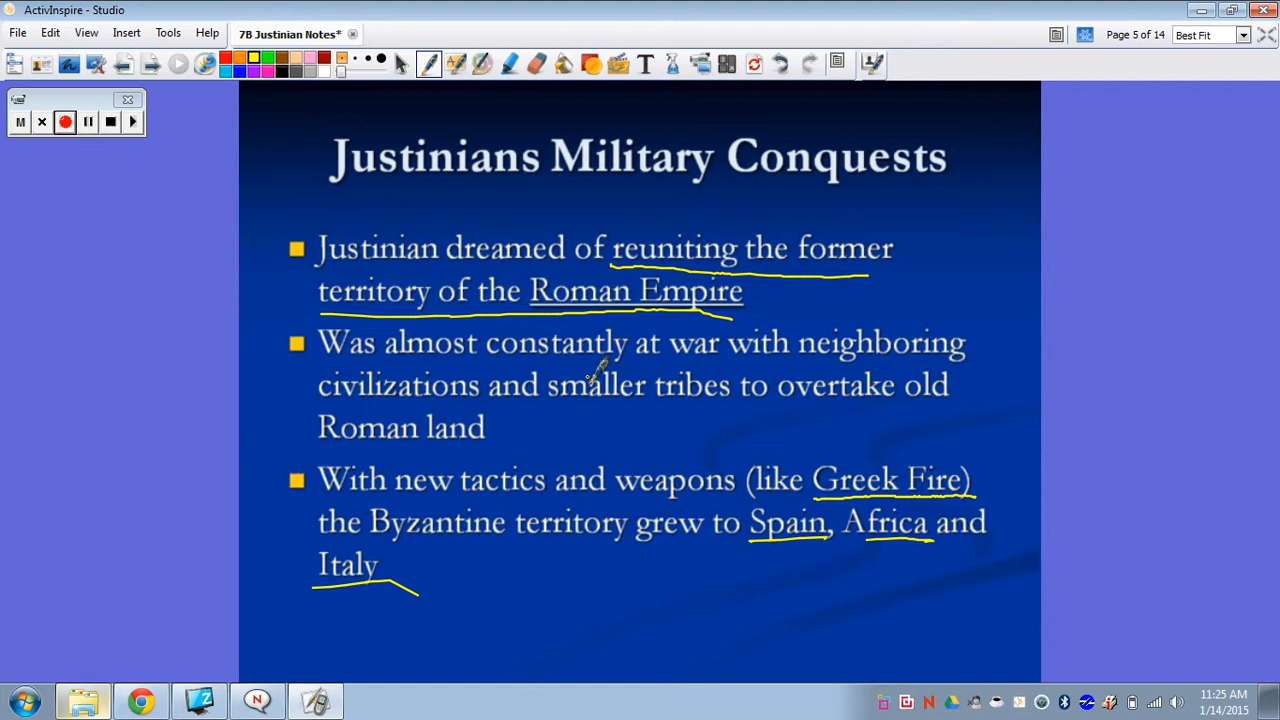 ActivInspire - Studio
File Edit View Insert Tools Help 7B Justinian Notes* Page 5 of 14 Best Fit
M
Justinians Military Conquests
Justinian dreamed of reuniting the former
territory of the Roman Empire
Was almost constantly at war with neighboring
civilizations and smaller tribes to overtake old
Roman land
With new tactics and weapons (like Greek Fire)
the Byzantine territory grew to Spain, Africa and
Italy
11:25 AM
1/14/2015